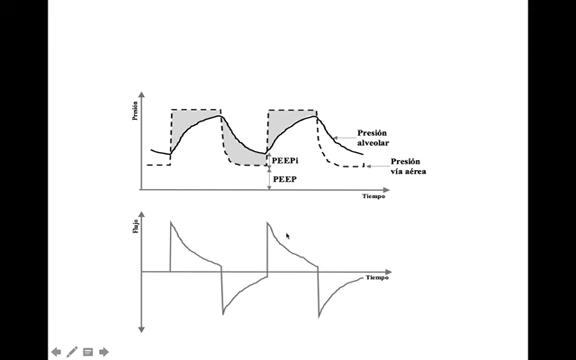 Presión
Presión
alveolar
PEEPi
Presión
vía aérea
PEEP
Tiempo
Flujo
Tiempo